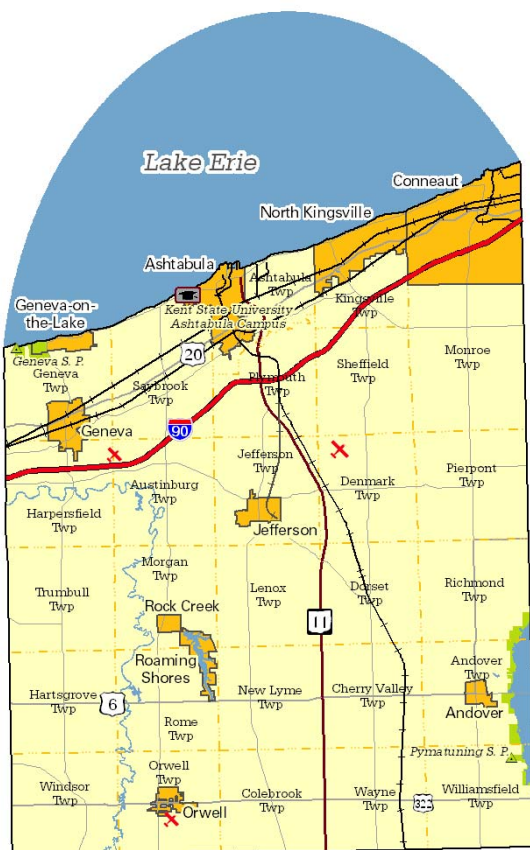 Lake Erie
Conneaut
North Kingsville
Ashtabula
Ashtabula
Twp
Kent State University
Ashtabula Campus
Kingsville
Twp
Geneva-on-
the-Lake
Geneva S. P.
Geneva
Twp
20
Saybrook
Twp
Plymouth
Twp
Sheffield
Twp
Monroe
Twp
Geneva
90
Jefferson
Twp
Denmark
Twp
Pierpont
Twp
Austinburg
Twp
Harpersfield
Twp
Jefferson
Morgan
Twp
Trumbull
Twp
Lenox
Twp
Dorset
Twp
Richmond
Twp
Rock Creek
11
Roaming
Shores
Andover
Twp
Hartsgrove
Twp
6
New Lyme
Twp
Cherry Valley
Twp
Andover
Rome
Twp
Pymatuning S. P.
Orwell
Twp
Windsor
Twp
Orwell
Colebrook
Twp
Wayne
Twp
322
Williamsfield
Twp